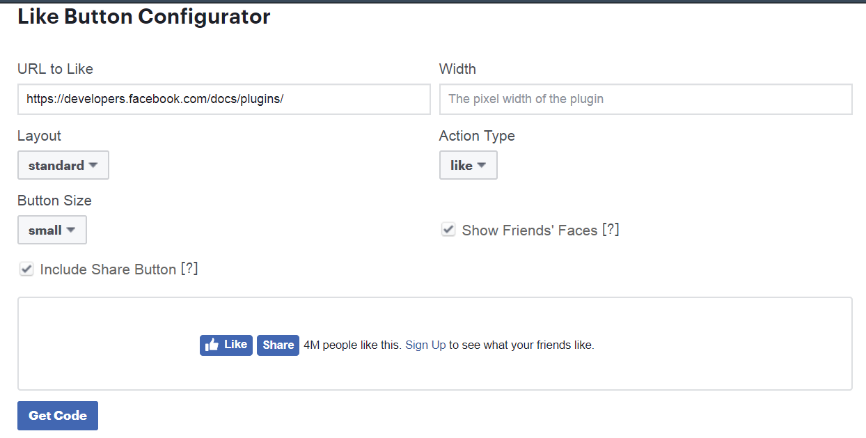 Like Button Configurator
URL to Like
Width
https://developers.facebook.com/docs/plugins/
The pixel width of the plugin
Layout
Action Type
standard
like
Button Size
small
Show Friends' Faces [?]
Include Share Button [?]
Like Share 4M people like this. Sign Up to see what your friends like.
Get Code